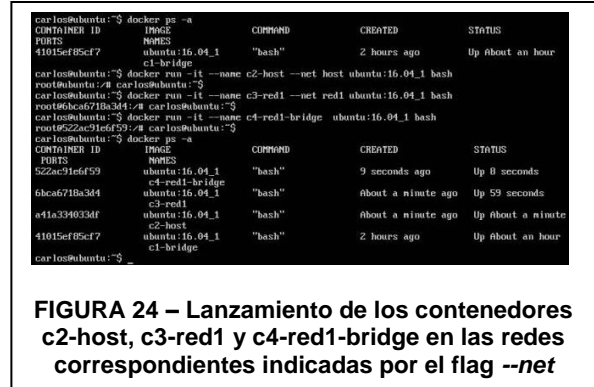 carlos@ubuntu:~$ docker ps -a
CONTAINER ID IMAGE COMMAND CREATED STATUS
PORTS NAMES
41015ef85cf7 ubuntu:16.04_1 "bash" 2 hours ago Up About an hour
c1-bridge
carlos@ubuntu:~$ docker run -it --name c2-host --net host ubuntu:16.04_1 bash
root@ubuntu:/# carlos@ubuntu:~$
carlos@ubuntu:~$ docker run -it --name c3-red1 --net red1 ubuntu:16.04_1 bash
root@6bca6718a3d4:/# carlos@ubuntu:~$
carlos@ubuntu:~$ docker run -it --name c4-red1-bridge ubuntu:16.04_1 bash
root@522ac91e6f59:/# carlos@ubuntu:~$
carlos@ubuntu:~$ docker ps -a
CONTAINER ID IMAGE COMMAND CREATED STATUS
PORTS NAMES
522ac91e6f59 ubuntu:16.04_1 "bash" 9 seconds ago Up 8 seconds
c4-red1-bridge
6bca6718a3d4 ubuntu:16.04_1 "bash" About a minute ago Up 59 seconds
c3-red1
a41a334033df ubuntu:16.04_1 "bash" About a minute ago Up About a minute
c2-host
41015ef85cf7 ubuntu:16.04_1 "bash" 2 hours ago Up About an hour
c1-bridge
carlos@ubuntu:~$ _
FIGURA 24 – Lanzamiento de los contenedores
c2-host, c3-red1 y c4-red1-bridge en las redes
correspondientes indicadas por el flag --net